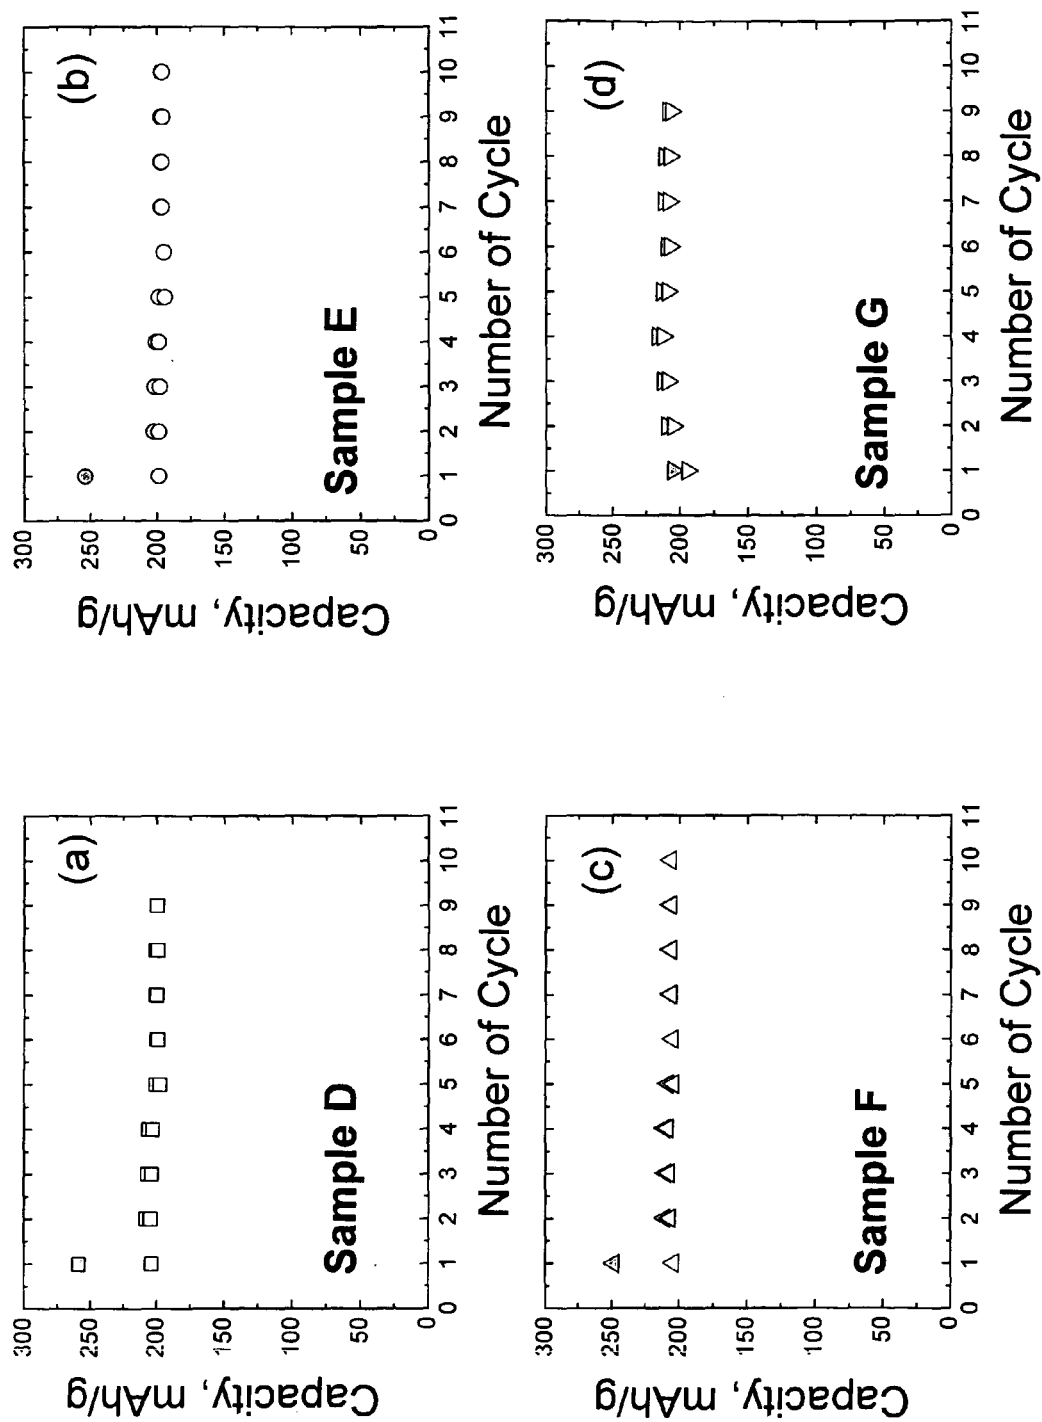 (a)
Capacity, mAh/g
300
250
200
150
100
50
0
Sample D
0 1 2 3 4 5 6 7 8 9 10 11
Number of Cycle
(b)
Capacity, mAh/g
300
250
200
150
100
50
0
Sample E
0 1 2 3 4 5 6 7 8 9 10 11
Number of Cycle
(c)
Capacity, mAh/g
300
250
200
150
100
50
0
Sample F
0 1 2 3 4 5 6 7 8 9 10 11
Number of Cycle
(d)
Capacity, mAh/g
300
250
200
150
100
50
0
Sample G
0 1 2 3 4 5 6 7 8 9 10 11
Number of Cycle